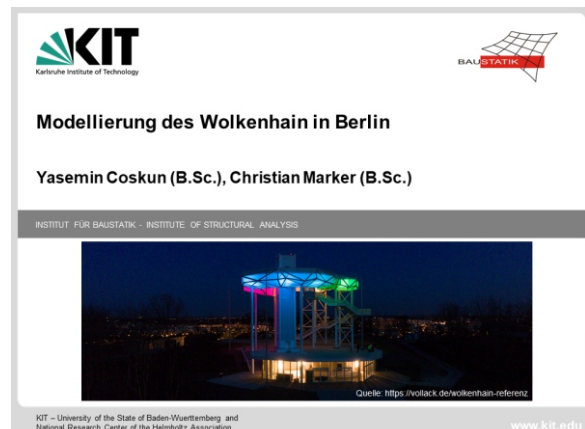 KIT
Karlsruhe Institute of Technology
BAUSTATIK
Modellierung des Wolkenhain in Berlin
Yasemin Coskun (B.Sc.), Christian Marker (B.Sc.)
INSTITUT FÜR BAUSTATIK - INSTITUTE OF STRUCTURAL ANALYSIS
Quelle: https://vollack.de/wolkenhain-referenz
KIT – University of the State of Baden-Wuerttemberg and
National Research Center of the Helmholtz Association
www.kit.edu